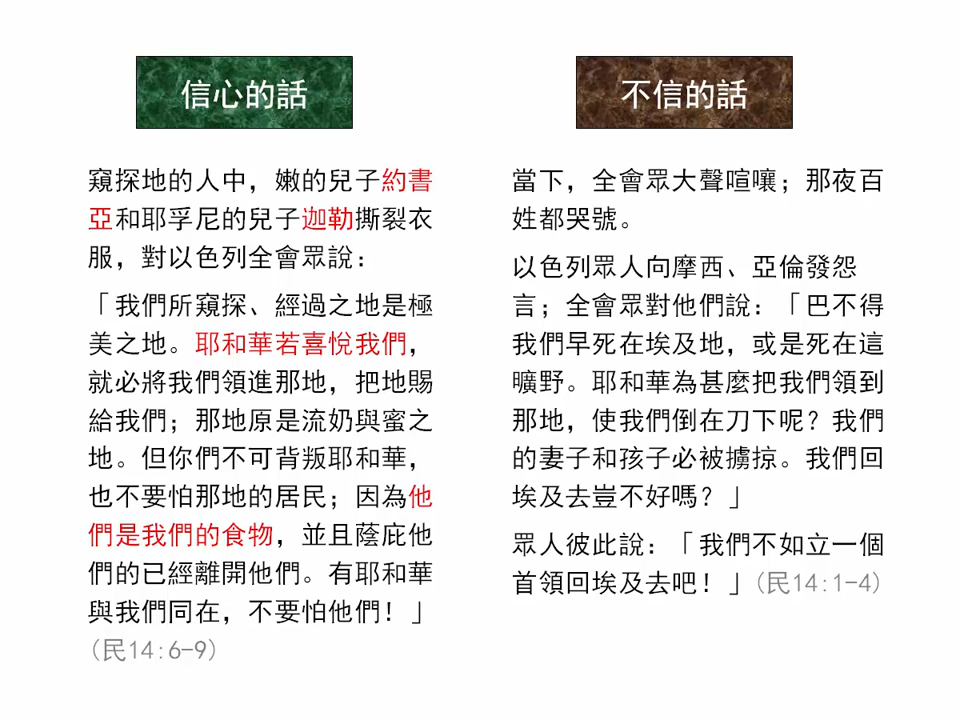 信心的話
窺探地的人中，嫩的兒子約書
亞和耶孚尼的兒子迦勒撕裂衣
服，對以色列全會眾說：
「我們所窺探、經過之地是極
美之地。耶和華若喜悅我們，
就必將我們領進那地，把地賜
給我們；那地原是流奶與蜜之
地。但你們不可背叛耶和華，
也不要怕那地的居民；因為他
們是我們的食物，並且蔭庇他
們的已經離開他們。有耶和華
與我們同在，不要怕他們！」
(民14:6-9)
不信的話
當下，全會眾大聲喧嚷；那夜百
姓都哭號。
以色列眾人向摩西、亞倫發怨
言；全會眾對他們說：「巴不得
我們早死在埃及地，或是死在這
曠野。耶和華為甚麼把我們領到
那地，使我們倒在刀下呢？我們
的妻子和孩子必被擄掠。我們回
埃及去豈不好嗎？」
眾人彼此說：「我們不如立一個
首領回埃及去吧！」(民14:1-4)